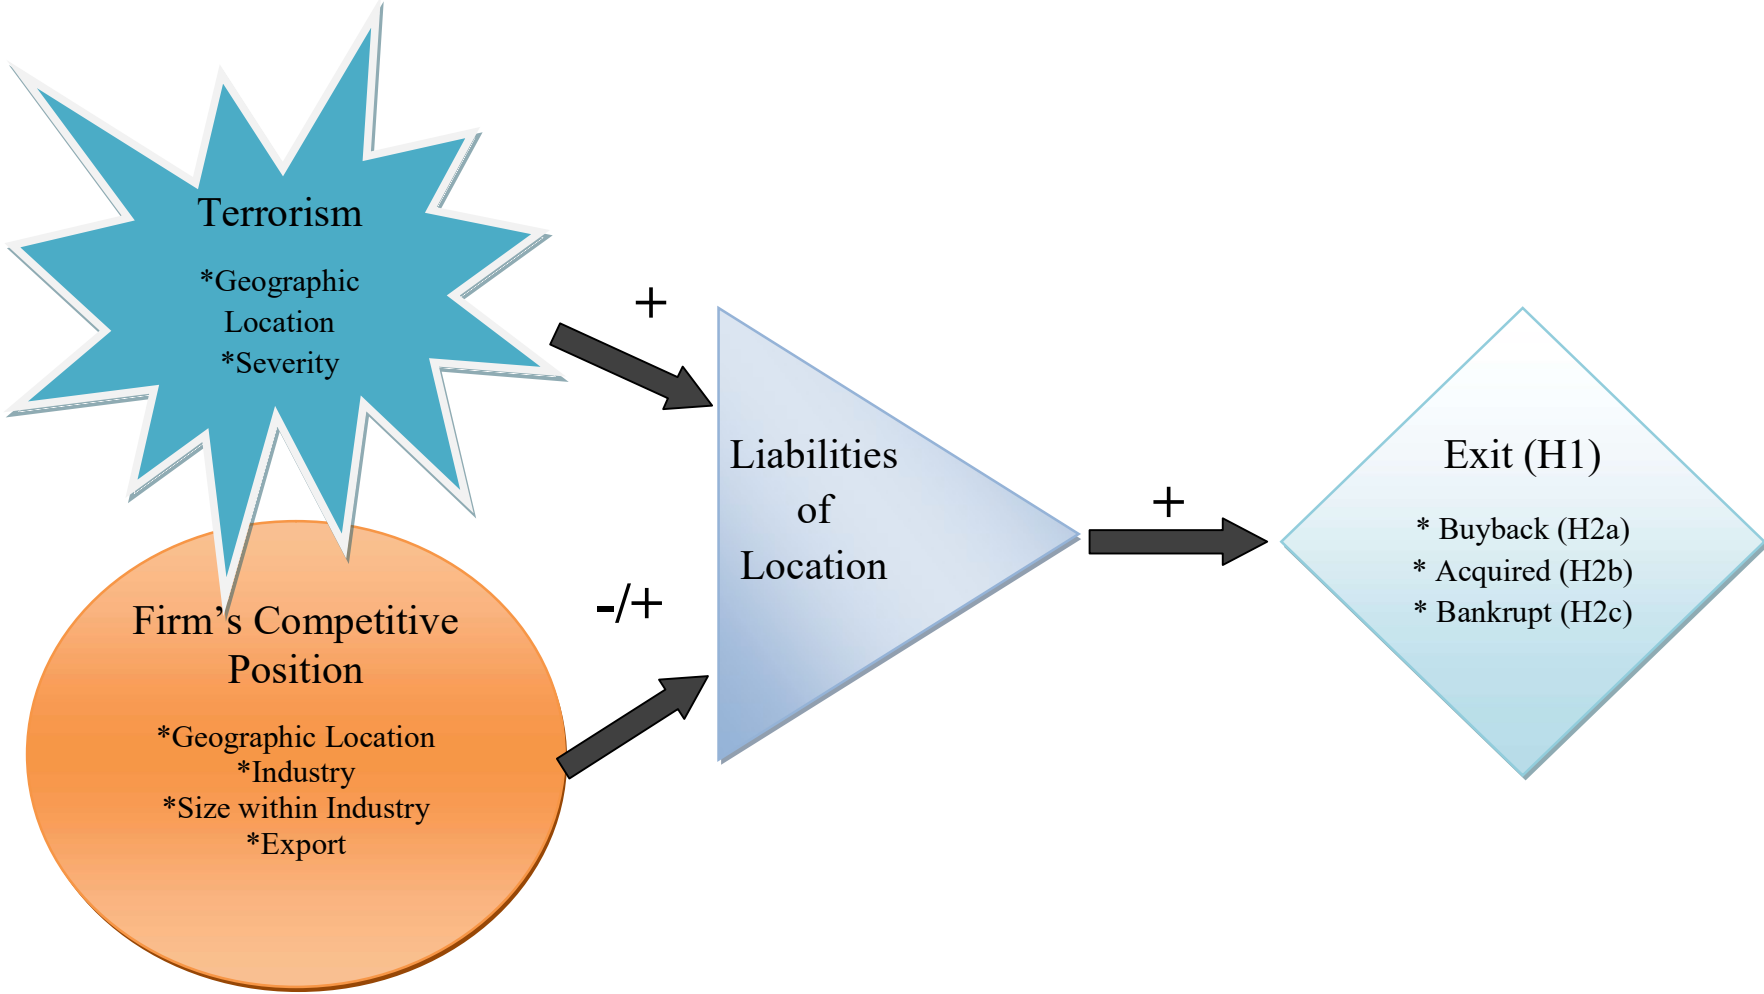 Terrorism
*Geographic
Location
*Severity
+
Firm’s Competitive
Position
*Geographic Location
*Industry
*Size within Industry
*Export
-/+
Liabilities
of
Location
+
Exit (H1)
* Buyback (H2a)
* Acquired (H2b)
* Bankrupt (H2c)